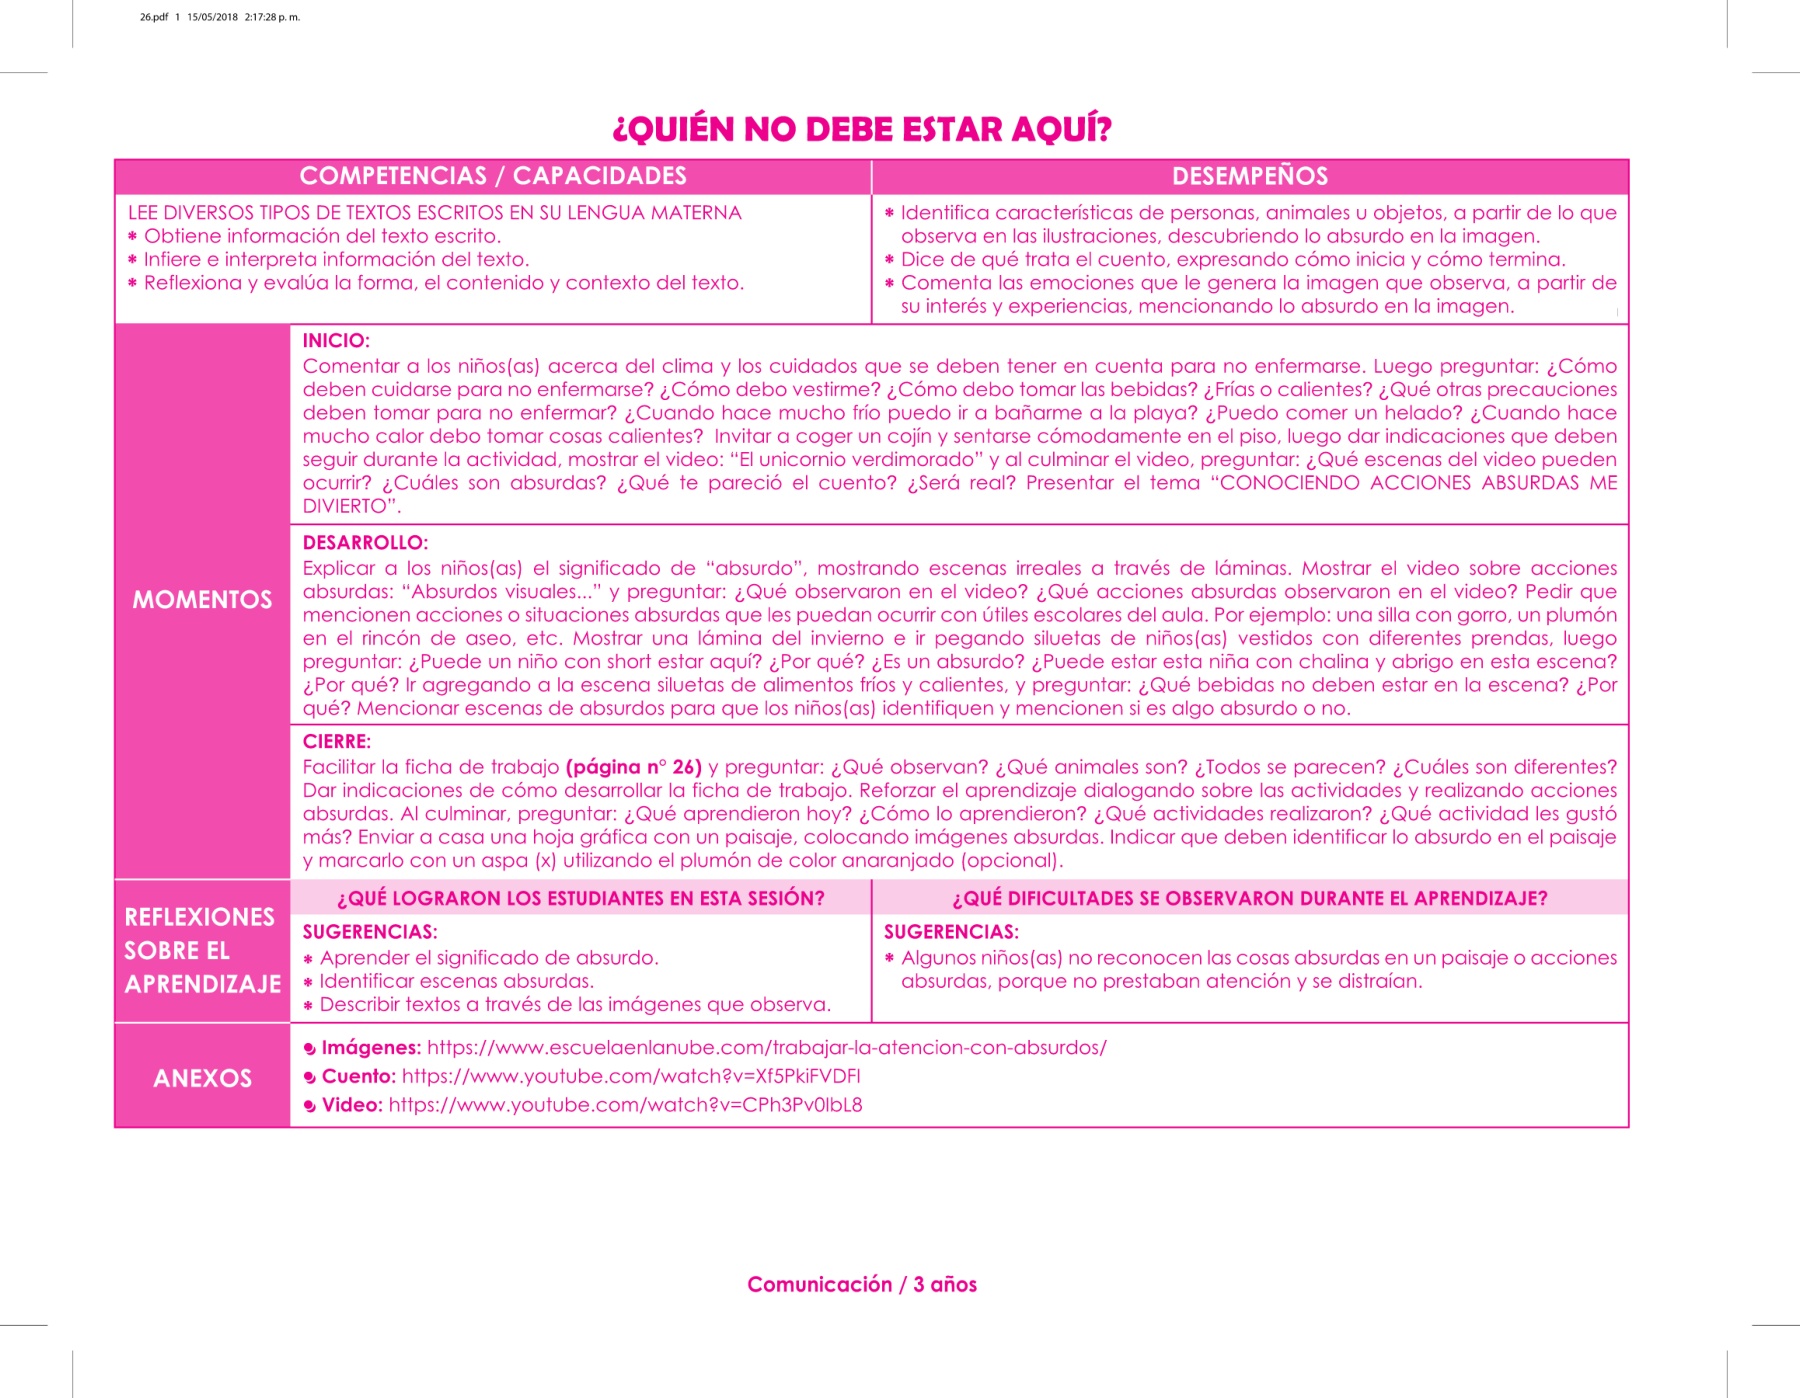 26.pdf 1 15/05/2018 2:17:28 p. m.
¿QUIÉN NO DEBE ESTAR AQUÍ?
COMPETENCIAS / CAPACIDADES
LEE DIVERSOS TIPOS DE TEXTOS ESCRITOS EN SU LENGUA MATERNA
* Obtiene información del texto escrito.
* Infiere e interpreta información del texto.
* Reflexiona y evalúa la forma, el contenido y contexto del texto.
DESEMPEÑOS
* Identifica características de personas, animales u objetos, a partir de lo que
observa en las ilustraciones, descubriendo lo absurdo en la imagen.
* Dice de qué trata el cuento, expresando cómo inicia y cómo termina.
* Comenta las emociones que le genera la imagen que observa, a partir de
su interés y experiencias, mencionando lo absurdo en la imagen.
MOMENTOS
INICIO:
Comentar a los niños(as) acerca del clima y los cuidados que se deben tener en cuenta para no enfermarse. Luego preguntar: ¿Cómo
deben cuidarse para no enfermarse? ¿Cómo debo vestirme? ¿Cómo debo tomar las bebidas? ¿Frías o calientes? ¿Qué otras precauciones
deben tomar para no enfermar? ¿Cuando hace mucho frío puedo ir a bañarme a la playa? ¿Puedo comer un helado? ¿Cuando hace
mucho calor debo tomar cosas calientes? Invitar a coger un cojín y sentarse cómodamente en el piso, luego dar indicaciones que deben
seguir durante la actividad, mostrar el video: “El unicornio verdimorado” y al culminar el video, preguntar: ¿Qué escenas del video pueden
ocurrir? ¿Cuáles son absurdas? ¿Qué te pareció el cuento? ¿Será real? Presentar el tema “CONOCIENDO ACCIONES ABSURDAS ME
DIVIERTO”.
DESARROLLO:
Explicar a los niños(as) el significado de “absurdo”, mostrando escenas irreales a través de láminas. Mostrar el video sobre acciones
absurdas: “Absurdos visuales...” y preguntar: ¿Qué observaron en el video? ¿Qué acciones absurdas observaron en el video? Pedir que
mencionen acciones o situaciones absurdas que les puedan ocurrir con útiles escolares del aula. Por ejemplo: una silla con gorro, un plumón
en el rincón de aseo, etc. Mostrar una lámina del invierno e ir pegando siluetas de niños(as) vestidos con diferentes prendas, luego
preguntar: ¿Puede un niño con short estar aquí? ¿Por qué? ¿Es un absurdo? ¿Puede estar esta niña con chalina y abrigo en esta escena?
¿Por qué? Ir agregando a la escena siluetas de alimentos fríos y calientes, y preguntar: ¿Qué bebidas no deben estar en la escena? ¿Por
qué? Mencionar escenas de absurdos para que los niños(as) identifiquen y mencionen si es algo absurdo o no.
CIERRE:
Facilitar la ficha de trabajo (página n° 26) y preguntar: ¿Qué observan? ¿Qué animales son? ¿Todos se parecen? ¿Cuáles son diferentes?
Dar indicaciones de cómo desarrollar la ficha de trabajo. Reforzar el aprendizaje dialogando sobre las actividades y realizando acciones
absurdas. Al culminar, preguntar: ¿Qué aprendieron hoy? ¿Cómo lo aprendieron? ¿Qué actividades realizaron? ¿Qué actividad les gustó
más? Enviar a casa una hoja gráfica con un paisaje, colocando imágenes absurdas. Indicar que deben identificar lo absurdo en el paisaje
y marcarlo con un aspa (x) utilizando el plumón de color anaranjado (opcional).
REFLEXIONES
SOBRE EL
APRENDIZAJE
¿QUÉ LOGRARON LOS ESTUDIANTES EN ESTA SESIÓN?
SUGERENCIAS:
* Aprender el significado de absurdo.
* Identificar escenas absurdas.
* Describir textos a través de las imágenes que observa.
¿QUÉ DIFICULTADES SE OBSERVARON DURANTE EL APRENDIZAJE?
SUGERENCIAS:
* Algunos niños(as) no reconocen las cosas absurdas en un paisaje o acciones
absurdas, porque no prestaban atención y se distraían.
ANEXOS
Imágenes: https://www.escuelaenlanube.com/trabajar-la-atencion-con-absurdos/
Cuento: https://www.youtube.com/watch?v=Xf5PkiFVDFI
Video: https://www.youtube.com/watch?v=CPh3Pv0IbL8
Comunicación / 3 años